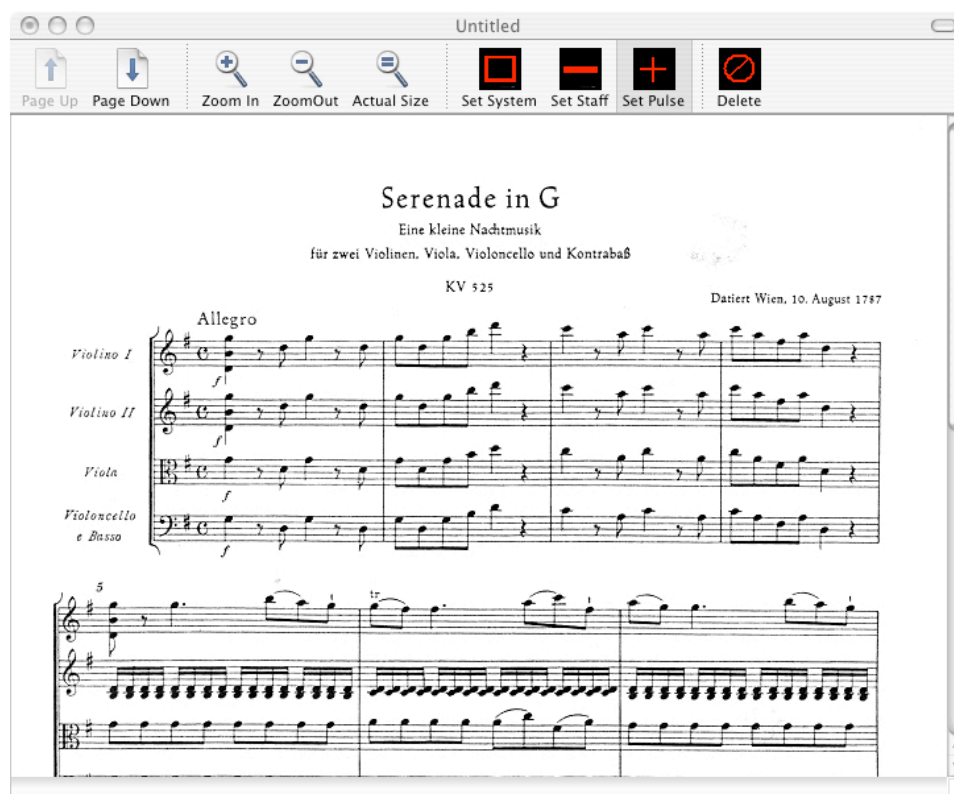 Untitled
Page Up Page Down Zoom In ZoomOut Actual Size Set System Set Staff Set Pulse Delete
Serenade in G
Eine kleine Nachtmusik
für zwei Violinen, Viola, Violoncello und Kontrabaß
KV 525
Datiert Wien, 10. August 1787
Allegro
Violino I
f
Violino II
f
Viola
f
Violoncello
e Basso
f
5
tr